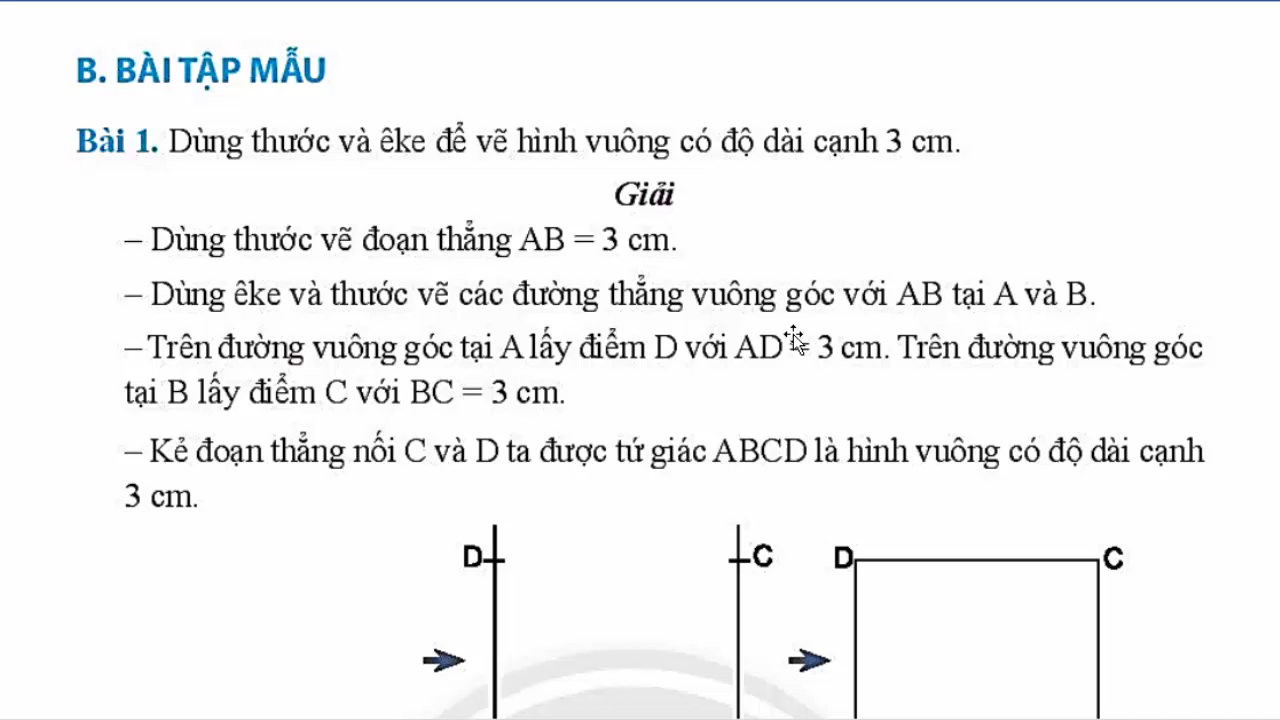 B. BÀI TẬP MẪU
Bài 1. Dùng thước và êke để vẽ hình vuông có độ dài cạnh 3 cm.
Giải
– Dùng thước vẽ đoạn thẳng AB = 3 cm.
– Dùng êke và thước vẽ các đường thẳng vuông góc với AB tại A và B.
– Trên đường vuông góc tại A lấy điểm D với AD = 3 cm. Trên đường vuông góc
tại B lấy điểm C với BC = 3 cm.
– Kẻ đoạn thẳng nối C và D ta được tứ giác ABCD là hình vuông có độ dài cạnh
3 cm.
D C D C